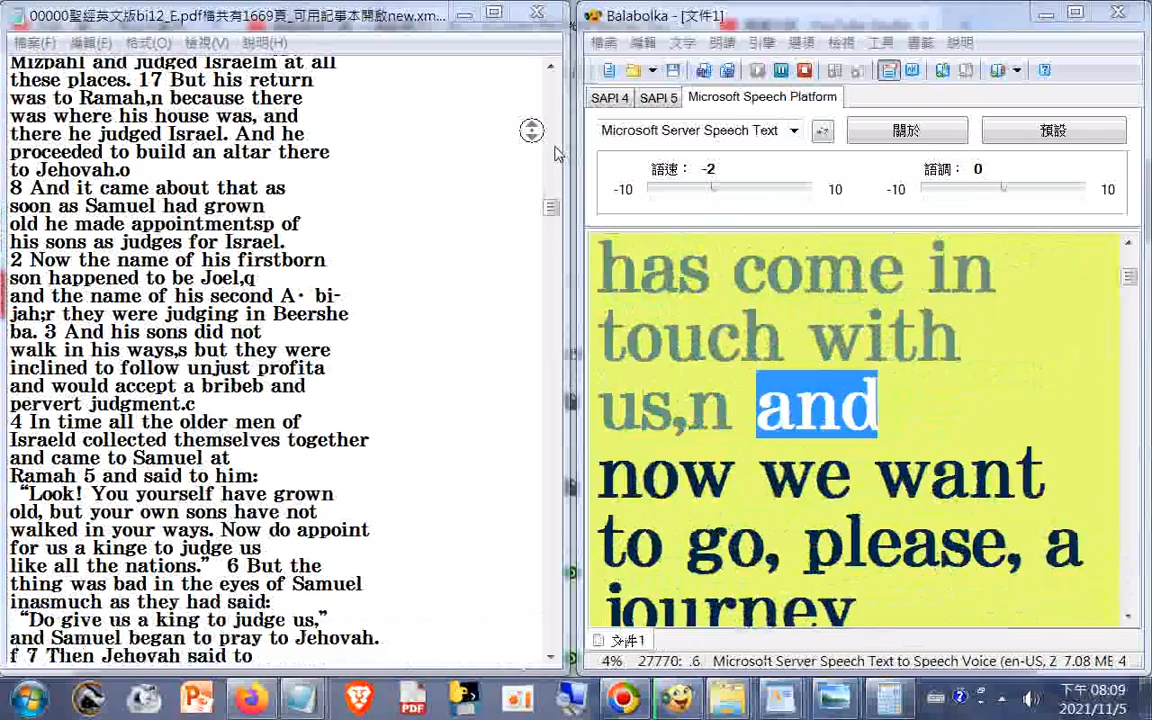 00000聖經英文版bi12_E.pdf檔共有1669頁_可用記事本開啟new.xm...
檔案(F) 編輯(E) 格式(O) 檢視(V) 說明(H)
Mizpahl and judged Israelm at all
these places. 17 But his return
was to Ramah,n because there
was where his house was, and
there he judged Israel. And he
proceeded to build an altar there
to Jehovah.o
8 And it came about that as
soon as Samuel had grown
old he made appointmentsp of
his sons as judges for Israel.
2 Now the name of his firstborn
son happened to be Joel,q
and the name of his second A· bi-
jah;r they were judging in Beershe
ba. 3 And his sons did not
walk in his ways,s but they were
inclined to follow unjust profita
and would accept a bribeb and
pervert judgment.c
4 In time all the older men of
Israeld collected themselves together
and came to Samuel at
Ramah 5 and said to him:
“Look! You yourself have grown
old, but your own sons have not
walked in your ways. Now do appoint
for us a kinge to judge us
like all the nations.” 6 But the
thing was bad in the eyes of Samuel
inasmuch as they had said:
“Do give us a king to judge us,”
and Samuel began to pray to Jehovah.
f 7 Then Jehovah said to
Balabolka - [文件1]
檔案 編輯 文字 朗讀 引擎 選項 檢視 工具 書籤 說明
SAPI 4 SAPI 5 Microsoft Speech Platform
Microsoft Server Speech Text 關於 預設
語速： -2 語調： 0
-10 10 -10 10
has come in
touch with
us,n and
now we want
to go, please, a
journey
文件1
4% 27770: .6 Microsoft Server Speech Text to Speech Voice (en-US, Z 7.08 ME 4
PDF
下午 08:09
2021/11/5